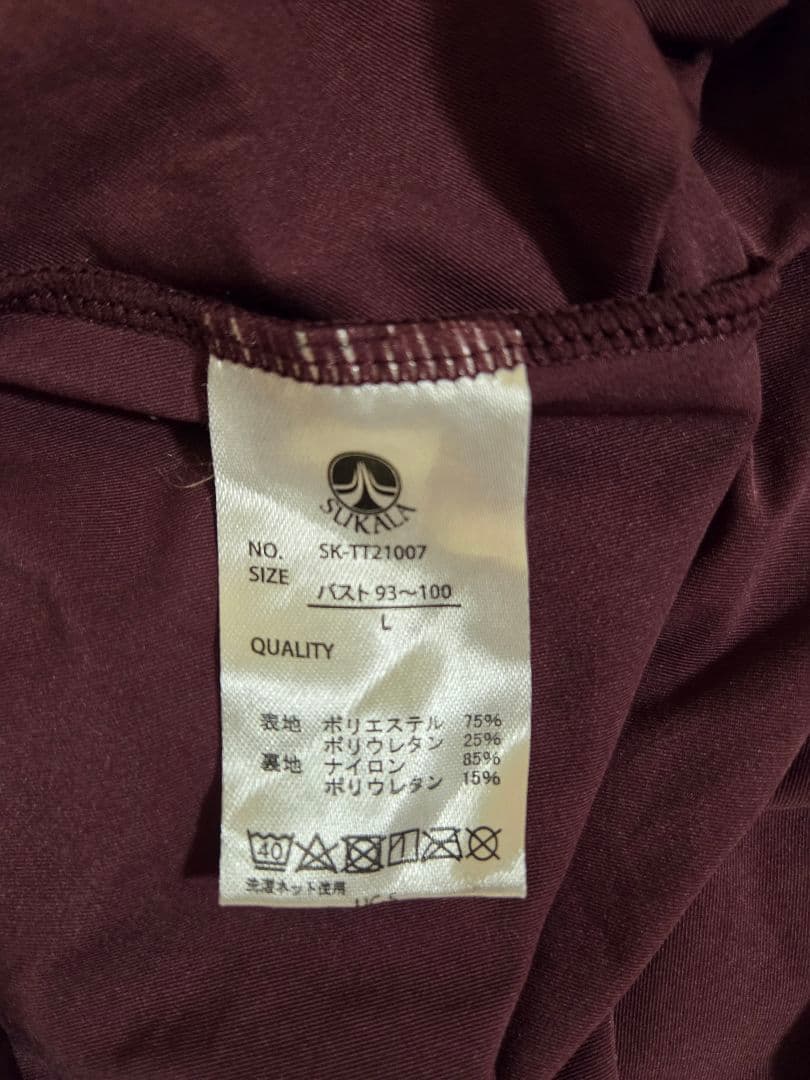 SUKALA
NO. SK-TT21007
SIZE バスト 93～100
L
QUALITY
表地 ポリエステル 75%
ポリウレタン 25%
裏地 ナイロン 85%
ポリウレタン 15%
40
洗濯ネット使用